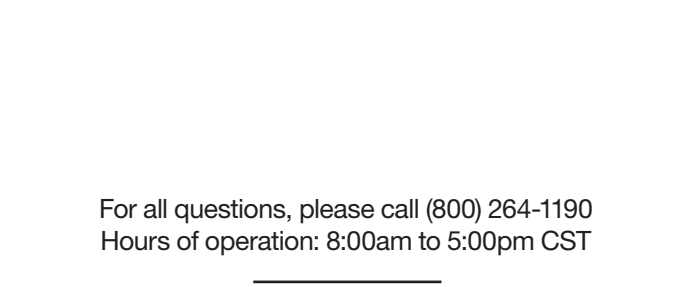 For all questions, please call (800) 264-1190
Hours of operation: 8:00am to 5:00pm CST